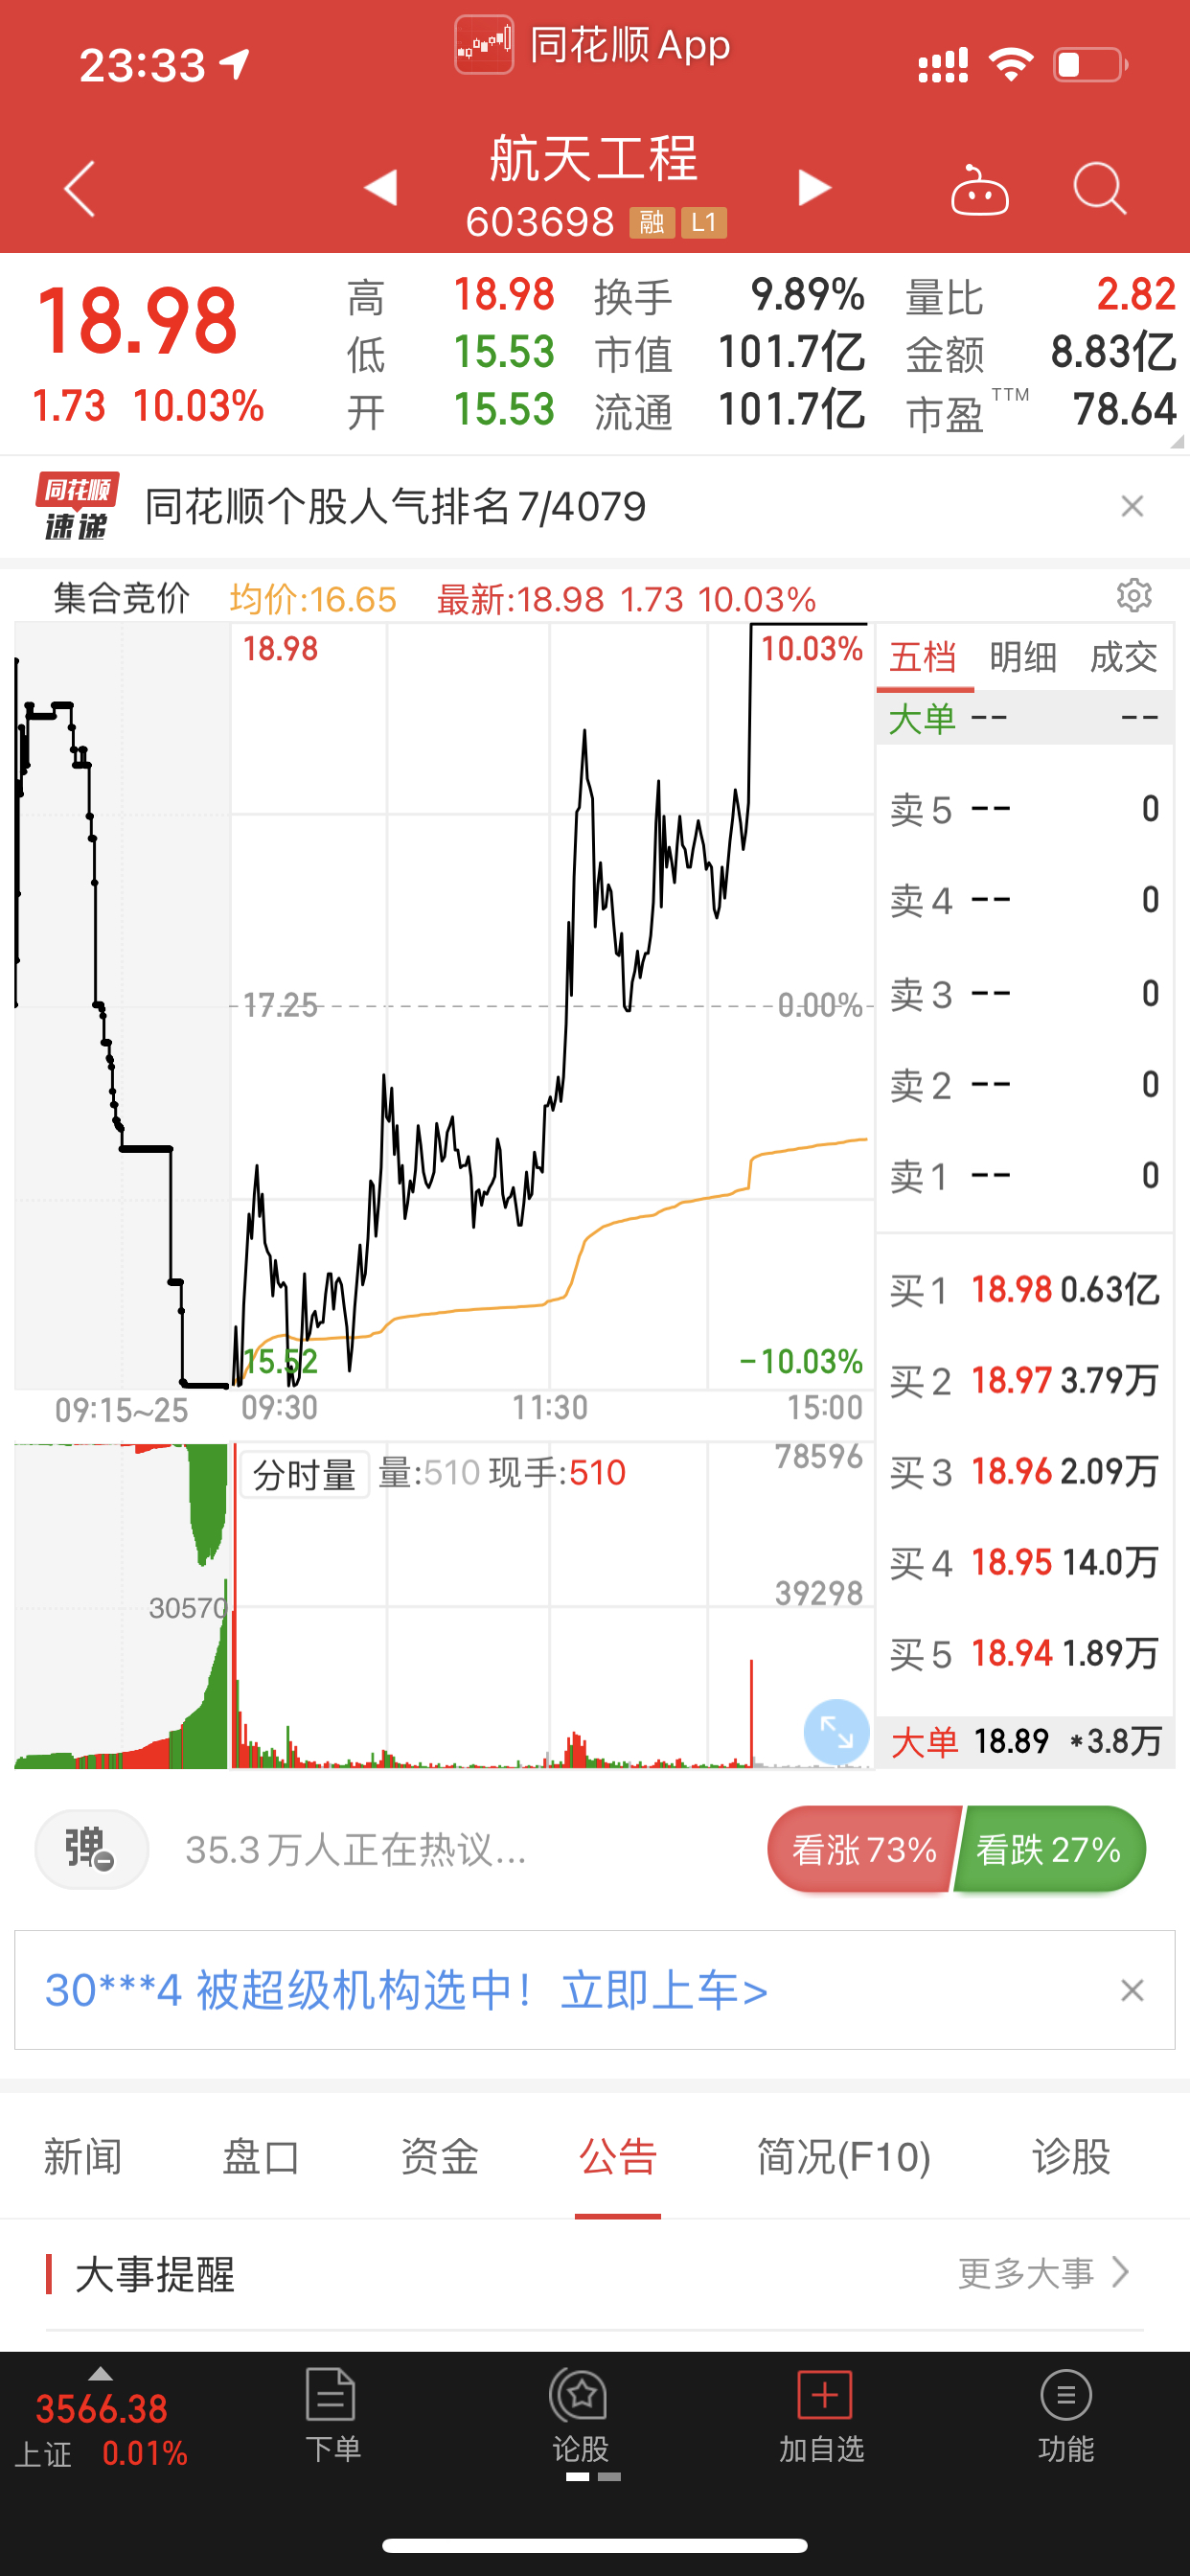 23:33
同花顺App
航天工程
603698 融 L1
18.98
1.73 10.03%
高 18.98 换手 9.89% 量比 2.82
低 15.53 市值 101.7亿 金额 8.83亿
开 15.53 流通 101.7亿 市盈TTM 78.64
同花顺
速递
同花顺个股人气排名7/4079
集合竞价 均价:16.65 最新:18.98 1.73 10.03%
18.98 10.03%
17.25 0.00%
15.52 -10.03%
09:15~25 09:30 11:30 15:00
分时量 量:510 现手:510
78596
39298
30570
五档 明细 成交
大单 -- --
卖5 -- 0
卖4 -- 0
卖3 -- 0
卖2 -- 0
卖1 -- 0
买1 18.98 0.63亿
买2 18.97 3.79万
买3 18.96 2.09万
买4 18.95 14.0万
买5 18.94 1.89万
大单 18.89 *3.8万
弹 35.3万人正在热议... 看涨73% 看跌27%
30***4 被超级机构选中！立即上车>
新闻 盘口 资金 公告 简况(F10) 诊股
大事提醒 更多大事
3566.38
上证 0.01%
下单 论股 加自选 功能